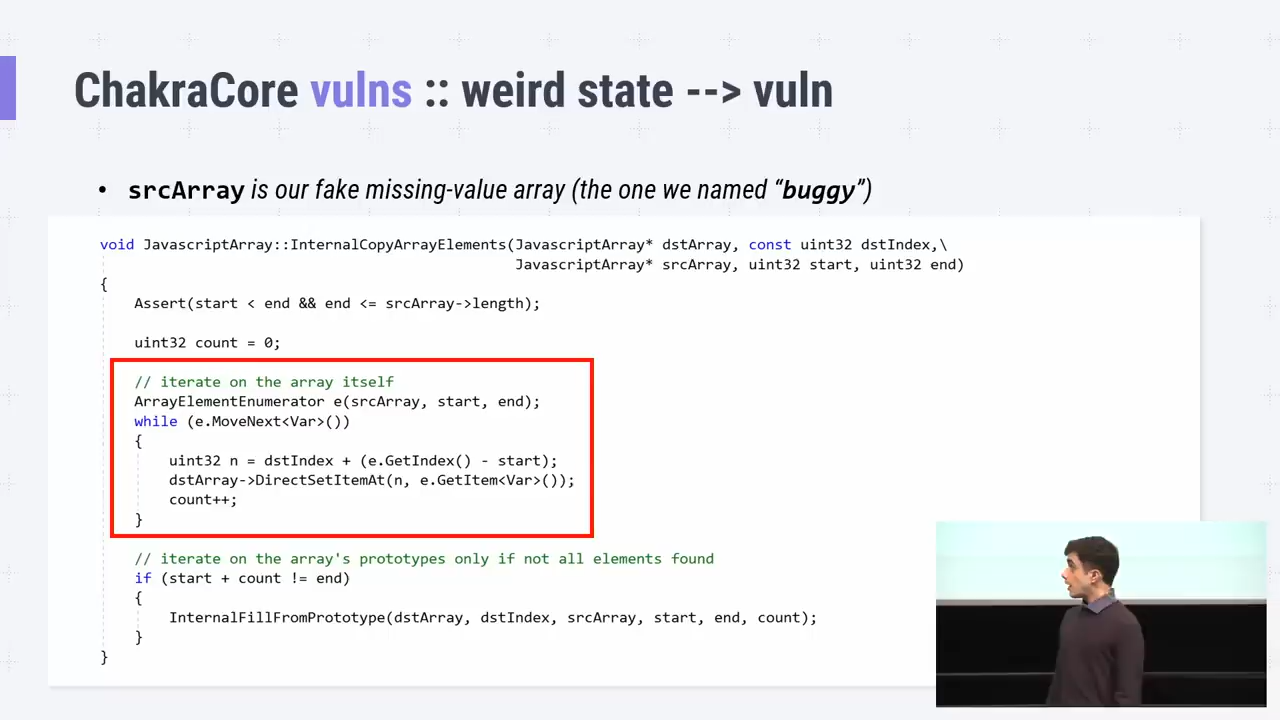 ChakraCore vulns :: weird state --> vuln
• srcArray is our fake missing-value array (the one we named “buggy”)
void JavascriptArray::InternalCopyArrayElements(JavascriptArray* dstArray, const uint32 dstIndex,\
JavascriptArray* srcArray, uint32 start, uint32 end)
{
Assert(start < end && end <= srcArray->length);
uint32 count = 0;
// iterate on the array itself
ArrayElementEnumerator e(srcArray, start, end);
while (e.MoveNext<Var>())
{
uint32 n = dstIndex + (e.GetIndex() - start);
dstArray->DirectSetItemAt(n, e.GetItem<Var>());
count++;
}
// iterate on the array's prototypes only if not all elements found
if (start + count != end)
{
InternalFillFromPrototype(dstArray, dstIndex, srcArray, start, end, count);
}
}